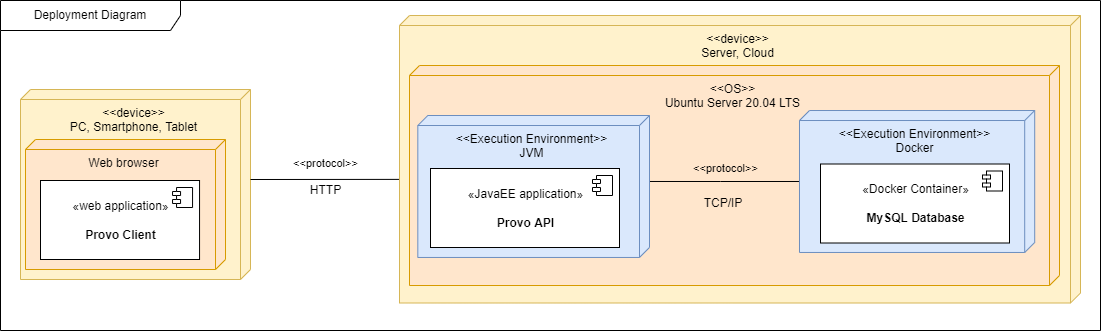 Deployment Diagram
<<device>>
Server, Cloud
<<OS>>
Ubuntu Server 20.04 LTS
<<device>>
PC, Smartphone, Tablet
Web browser
«web application»
Provo Client
<<protocol>>
HTTP
<<Execution Environment>>
JVM
«JavaEE application»
Provo API
<<protocol>>
TCP/IP
<<Execution Environment>>
Docker
«Docker Container»
MySQL Database